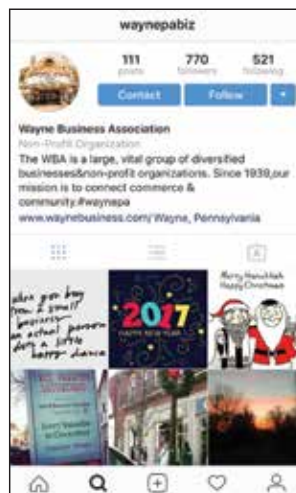 waynepabiz
111 770 521
posts followers following
Contact Follow
Wayne Business Association
Non-Profit Organization
The WBA is a large, vital group of diversified
businesses&non-profit organizations. Since 1939,our
mission is to connect commerce &
community.#waynepa
www.waynebusiness.com/ Wayne, Pennsylvania
when you buy
from a small
business
an actual person
does a little
happy dance
2017
HAPPY NEW YEAR
Merry Hanukkah
Happy Christmas